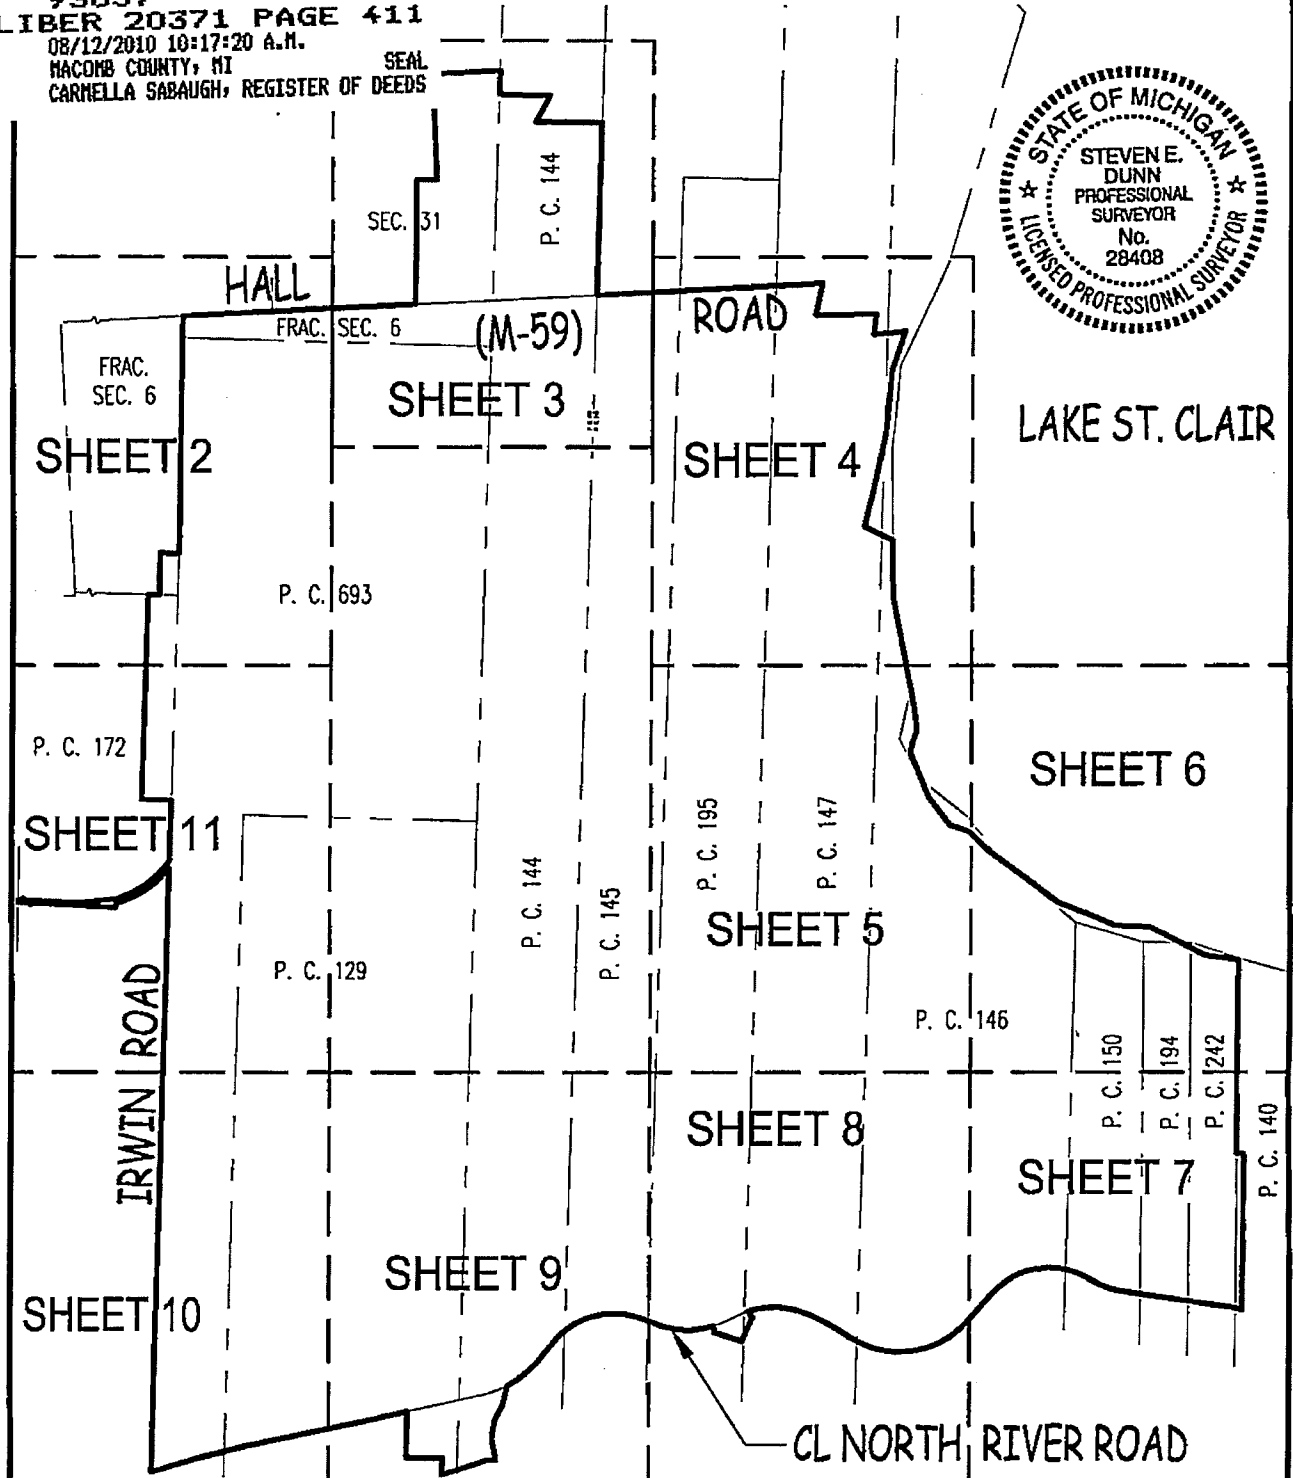 LIBER 20371 PAGE 411
08/12/2010 10:17:20 A.M.
MACOMB COUNTY, MI SEAL
CARMELLA SABAUGH, REGISTER OF DEEDS
STATE OF MICHIGAN
STEVEN E.
DUNN
PROFESSIONAL
SURVEYOR
No.
28408
LICENSED PROFESSIONAL SURVEYOR
SEC. 31
P. C. 144
HALL
ROAD
(M-59)
FRAC. SEC. 6
FRAC.
SEC. 6
SHEET 2
SHEET 3
SHEET 4
LAKE ST. CLAIR
P. C. 693
P. C. 172
SHEET 11
SHEET 6
P. C. 195
P. C. 147
P. C. 144
P. C. 145
SHEET 5
P. C. 129
P. C. 146
IRWIN ROAD
P. C. 150
P. C. 194
P. C. 242
P. C. 140
SHEET 8
SHEET 7
SHEET 9
SHEET 10
CL NORTH RIVER ROAD